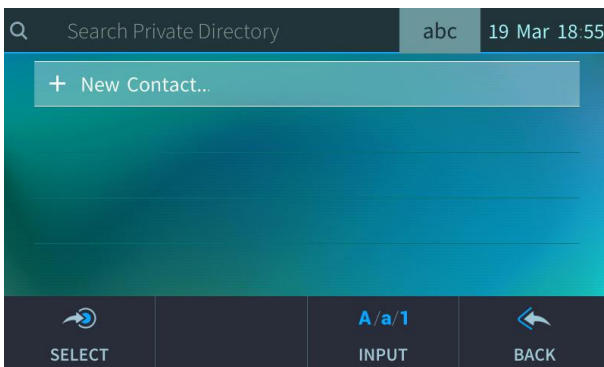 Search Private Directory abc 19 Mar 18:55
+ New Contact...
A/a/1
SELECT INPUT BACK